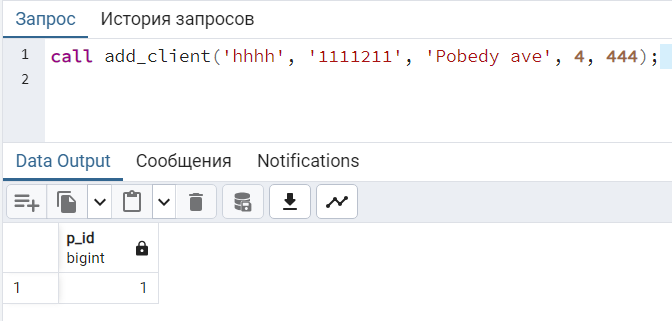 Запрос История запросов
1 call add_client('hhhh', '1111211', 'Pobedy ave', 4, 444);
2
Data Output Сообщения Notifications
p_id
bigint
1 1